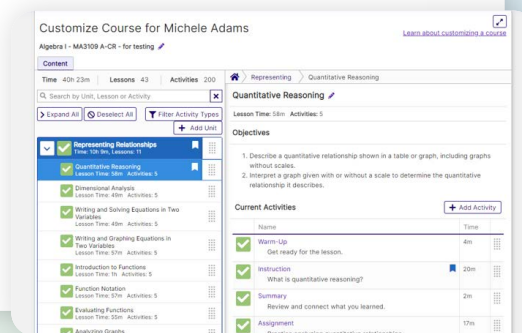 Customize Course for Michele Adams
Learn about customizing a course
Algebra I - MA3109 A-CR - for testing
Content
Time 40h 23m Lessons 43 Activities 200
Search by Unit, Lesson or Activity
Expand All
Deselect All
Filter Activity Types
+ Add Unit
Representing Relationships
Time: 10h 9m, Lessons: 11
Quantitative Reasoning
Lesson Time: 58m Activities: 5
Dimensional Analysis
Lesson Time: 49m Activities: 5
Writing and Solving Equations in Two
Variables
Lesson Time: 49m Activities: 5
Writing and Graphing Equations in
Two Variables
Lesson Time: 57m Activities: 5
Introduction to Functions
Lesson Time: 1h Activities: 5
Function Notation
Lesson Time: 57m Activities: 5
Evaluating Functions
Lesson Time: 55m Activities: 5
Analyzing Graphs
Representing
Quantitative Reasoning
Quantitative Reasoning
Lesson Time: 58m Activities: 5
Objectives
1. Describe a quantitative relationship shown in a table or graph, including graphs
without scales.
2. Interpret a graph given with or without a scale to determine the quantitative
relationship it describes.
Current Activities
+ Add Activity
Name Time
Warm-Up 4m
Get ready for the lesson.
Instruction 20m
What is quantitative reasoning?
Summary 2m
Review and connect what you learned.
Assignment 17m